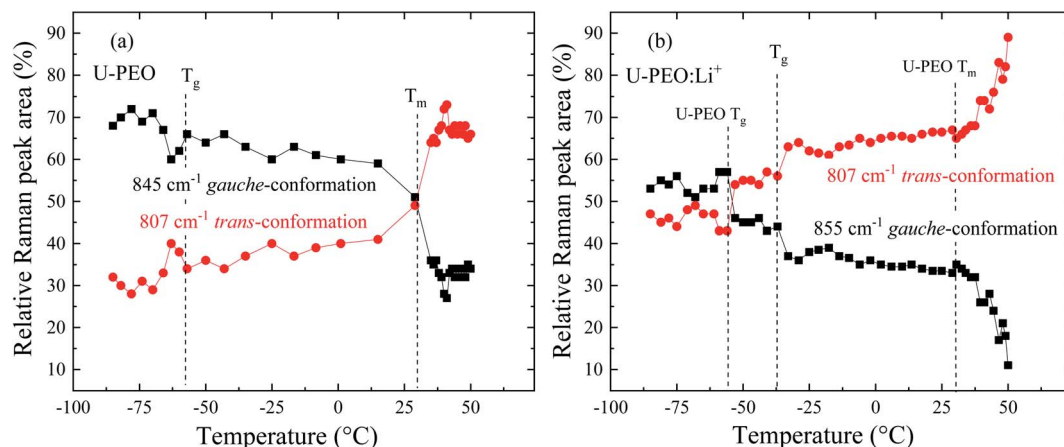 (a)
U-PEO
T_g
T_m
845 cm⁻¹ gauche-conformation
807 cm⁻¹ trans-conformation
Relative Raman peak area (%)
90
80
70
60
50
40
30
20
10
-100
-75
-50
-25
0
25
50
Temperature (°C)
(b)
U-PEO:Li⁺
U-PEO T_g
T_g
U-PEO T_m
807 cm⁻¹ trans-conformation
855 cm⁻¹ gauche-conformation
Relative Raman peak area (%)
90
80
70
60
50
40
30
20
10
-100
-75
-50
-25
0
25
50
Temperature (°C)